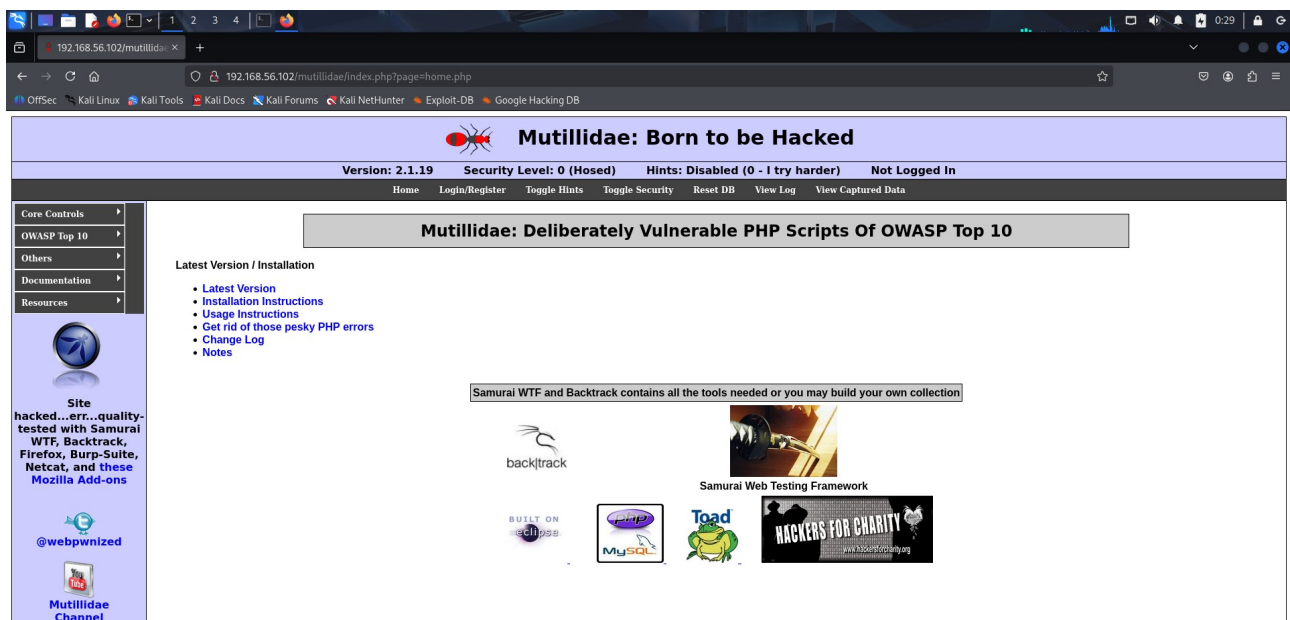 1 2 3 4
0:29
192.168.56.102/mutillidae
192.168.56.102/mutillidae/index.php?page=home.php
OffSec Kali Linux Kali Tools Kali Docs Kali Forums Kali NetHunter Exploit-DB Google Hacking DB
Mutillidae: Born to be Hacked
Version: 2.1.19 Security Level: 0 (Hosed) Hints: Disabled (0 - I try harder) Not Logged In
Home Login/Register Toggle Hints Toggle Security Reset DB View Log View Captured Data
Core Controls
OWASP Top 10
Others
Documentation
Resources
Site
hacked...err...quality-
tested with Samurai
WTF, Backtrack,
Firefox, Burp-Suite,
Netcat, and these
Mozilla Add-ons
@webpwnized
You
Tube
Mutillidae
Channel
Mutillidae: Deliberately Vulnerable PHP Scripts Of OWASP Top 10
Latest Version / Installation
Latest Version
Installation Instructions
Usage Instructions
Get rid of those pesky PHP errors
Change Log
Notes
Samurai WTF and Backtrack contains all the tools needed or you may build your own collection
back|track
Samurai Web Testing Framework
BUILT ON
eclipse
php
MySQL
Toad
HACKERS FOR CHARITY
www.hackersforcharity.org